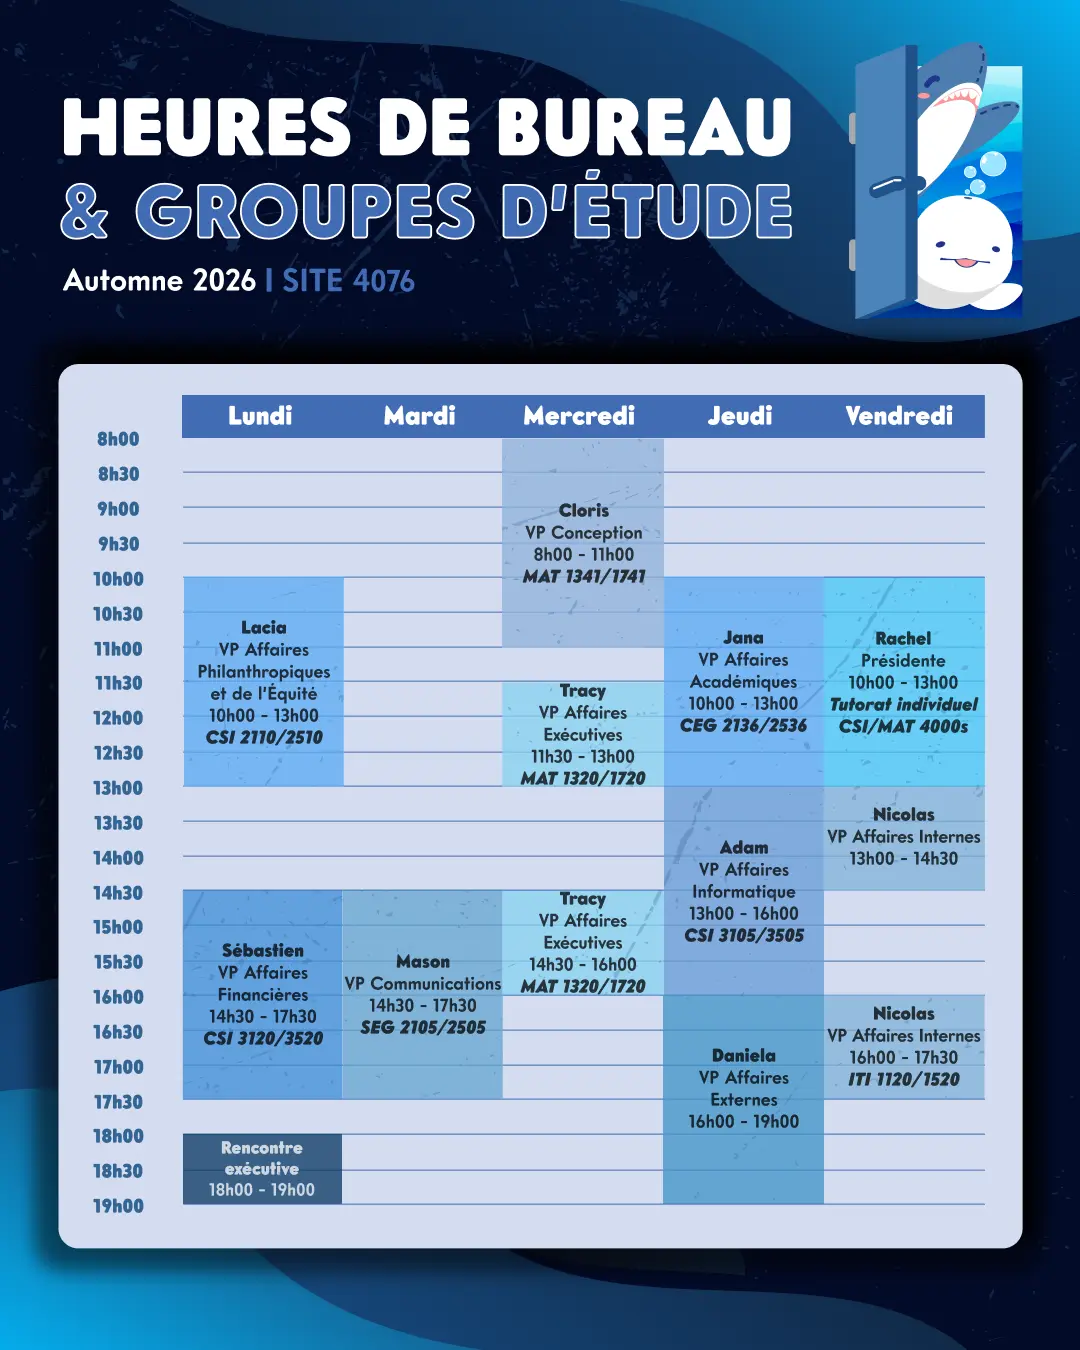 HEURES DE BUREAU
& GROUPES D'ÉTUDE
Automne 2026 | SITE 4076
Lundi Mardi Mercredi Jeudi Vendredi
8h00
8h30
9h00
9h30
10h00
10h30
11h00
11h30
12h00
12h30
13h00
13h30
14h00
14h30
15h00
15h30
16h00
16h30
17h00
17h30
18h00
18h30
19h00
Lacia
VP Affaires
Philanthropiques
et de l'Équité
10h00 - 13h00
CSI 2110/2510
Sébastien
VP Affaires
Financières
14h30 - 17h30
CSI 3120/3520
Rencontre
exécutive
18h00 - 19h00
Mason
VP Communications
14h30 - 17h30
SEG 2105/2505
Cloris
VP Conception
8h00 - 11h00
MAT 1341/1741
Tracy
VP Affaires
Exécutives
11h30 - 13h00
MAT 1320/1720
Tracy
VP Affaires
Exécutives
14h30 - 16h00
MAT 1320/1720
Jana
VP Affaires
Académiques
10h00 - 13h00
CEG 2136/2536
Adam
VP Affaires
Informatique
13h00 - 16h00
CSI 3105/3505
Daniela
VP Affaires
Externes
16h00 - 19h00
Rachel
Présidente
10h00 - 13h00
Tutorat individuel
CSI/MAT 4000s
Nicolas
VP Affaires Internes
13h00 - 14h30
Nicolas
VP Affaires Internes
16h00 - 17h30
ITI 1120/1520